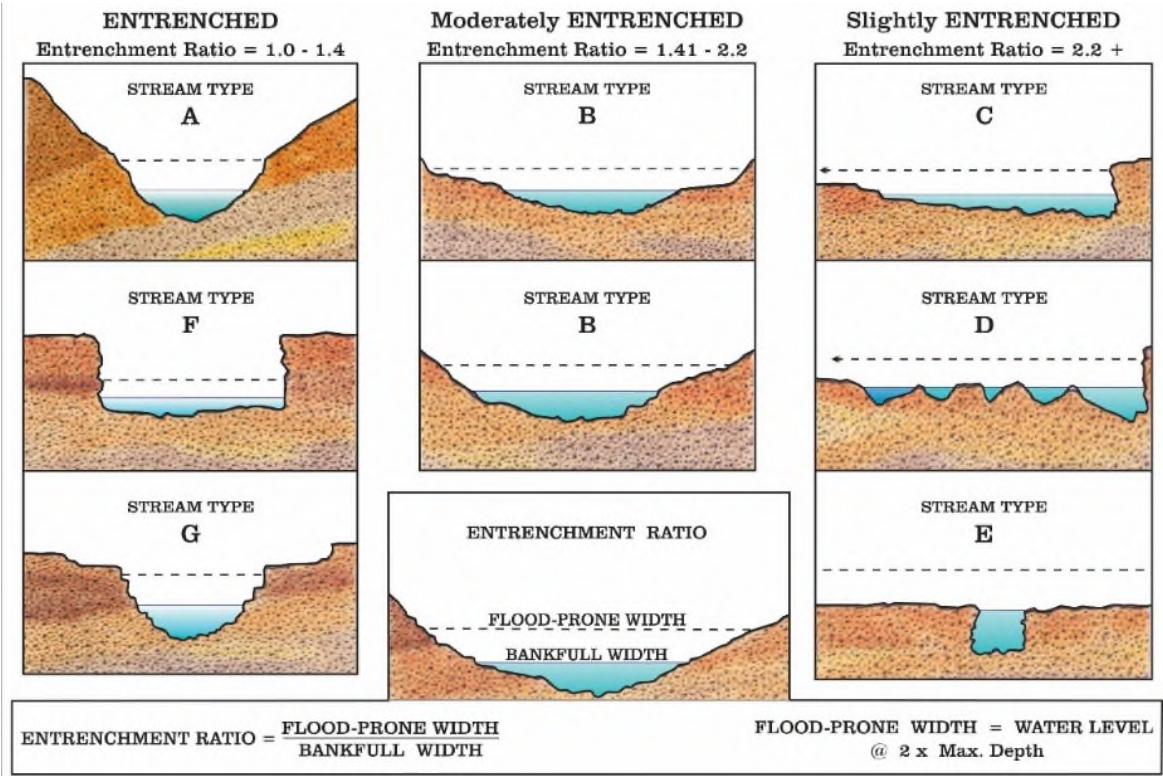 ENTRENCHED
Entrenchment Ratio = 1.0 - 1.4
Moderately ENTRENCHED
Entrenchment Ratio = 1.41 - 2.2
Slightly ENTRENCHED
Entrenchment Ratio = 2.2 +
STREAM TYPE
A
STREAM TYPE
B
STREAM TYPE
C
STREAM TYPE
F
STREAM TYPE
B
STREAM TYPE
D
STREAM TYPE
G
ENTRENCHMENT RATIO
FLOOD-PRONE WIDTH
BANKFULL WIDTH
STREAM TYPE
E
ENTRENCHMENT RATIO = FLOOD-PRONE WIDTH
BANKFULL WIDTH
FLOOD-PRONE WIDTH = WATER LEVEL
@ 2 x Max. Depth